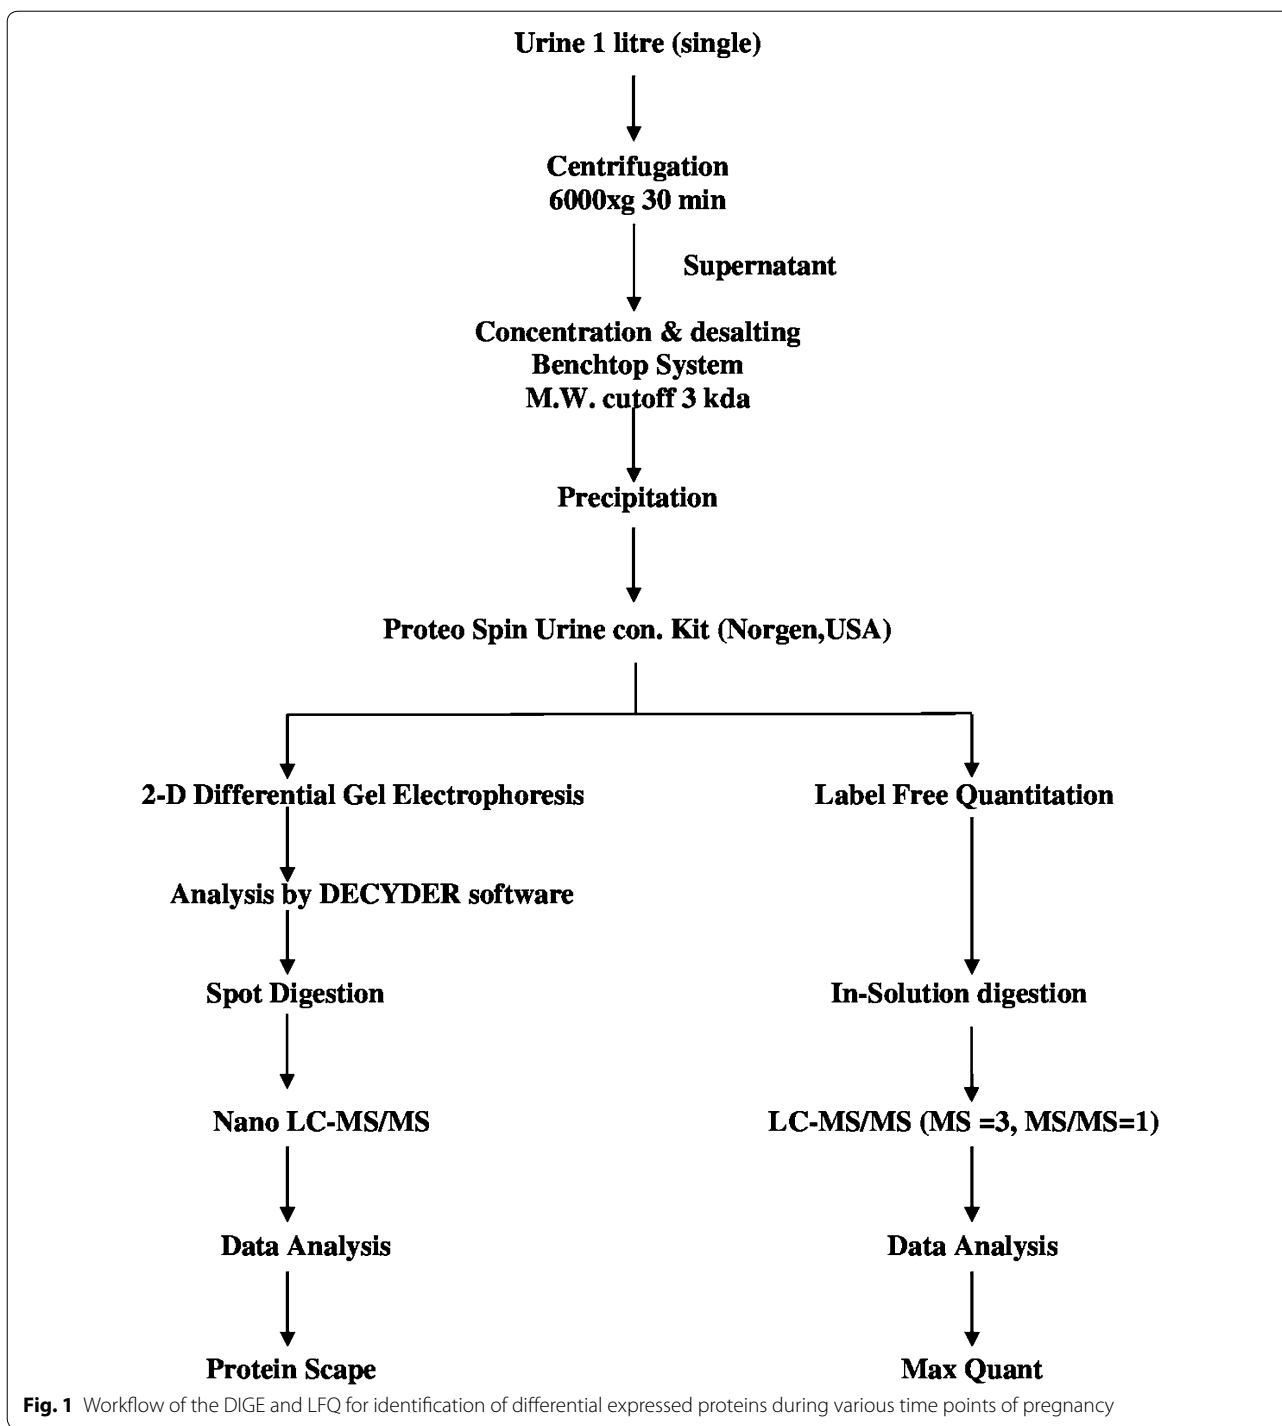 Urine 1 litre (single)
Centrifugation
6000xg 30 min
Supernatant
Concentration & desalting
Benchtop System
M.W. cutoff 3 kda
Precipitation
Proteo Spin Urine con. Kit (Norgen,USA)
2-D Differential Gel Electrophoresis
Label Free Quantitation
Analysis by DECYDER software
Spot Digestion
In-Solution digestion
Nano LC-MS/MS
LC-MS/MS (MS =3, MS/MS=1)
Data Analysis
Data Analysis
Protein Scape
Max Quant
Fig. 1 Workflow of the DIGE and LFQ for identification of differential expressed proteins during various time points of pregnancy